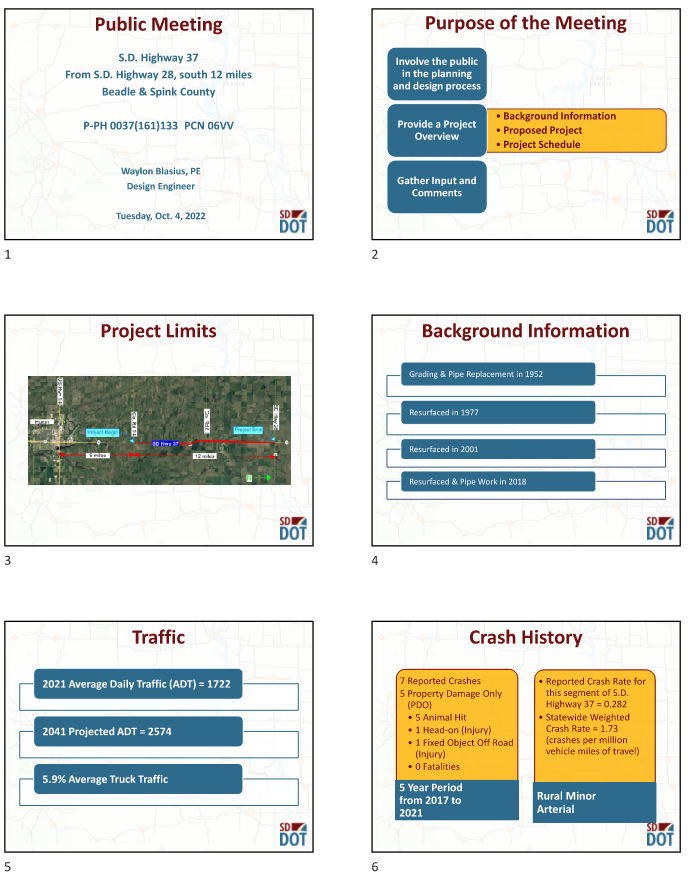 Public Meeting
S.D. Highway 37
From S.D. Highway 28, south 12 miles
Beadle & Spink County
P-PH 0037(161)133 PCN 06VV
Waylon Blasius, PE
Design Engineer
Tuesday, Oct. 4, 2022
SD
DOT
1
Purpose of the Meeting
Involve the public
in the planning
and design process
Provide a Project
Overview
• Background Information
• Proposed Project
• Project Schedule
Gather Input and
Comments
SD
DOT
2
Project Limits
Huron
Project Begin
SD Hwy 37
Project End
6 miles
12 miles
N
SD
DOT
3
Background Information
Grading & Pipe Replacement in 1952
Resurfaced in 1977
Resurfaced in 2001
Resurfaced & Pipe Work in 2018
SD
DOT
4
Traffic
2021 Average Daily Traffic (ADT) = 1722
2041 Projected ADT = 2574
5.9% Average Truck Traffic
SD
DOT
5
Crash History
7 Reported Crashes
5 Property Damage Only
(PDO)
• 5 Animal Hit
• 1 Head-on (Injury)
• 1 Fixed Object Off Road
(Injury)
• 0 Fatalities
5 Year Period
from 2017 to
2021
• Reported Crash Rate for
this segment of S.D.
Highway 37 = 0.282
• Statewide Weighted
Crash Rate = 1.73
(crashes per million
vehicle miles of travel)
Rural Minor
Arterial
SD
DOT
6